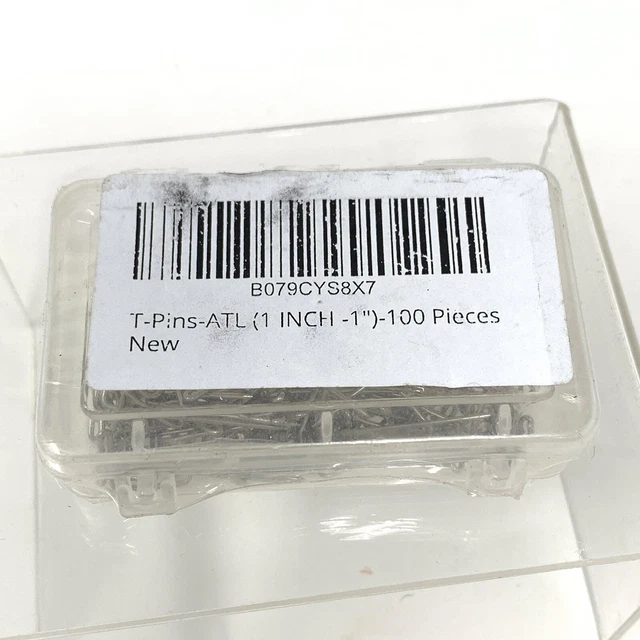 B079CYS8X7
T-Pins-ATL (1 INCH -1")-100 Pieces
New